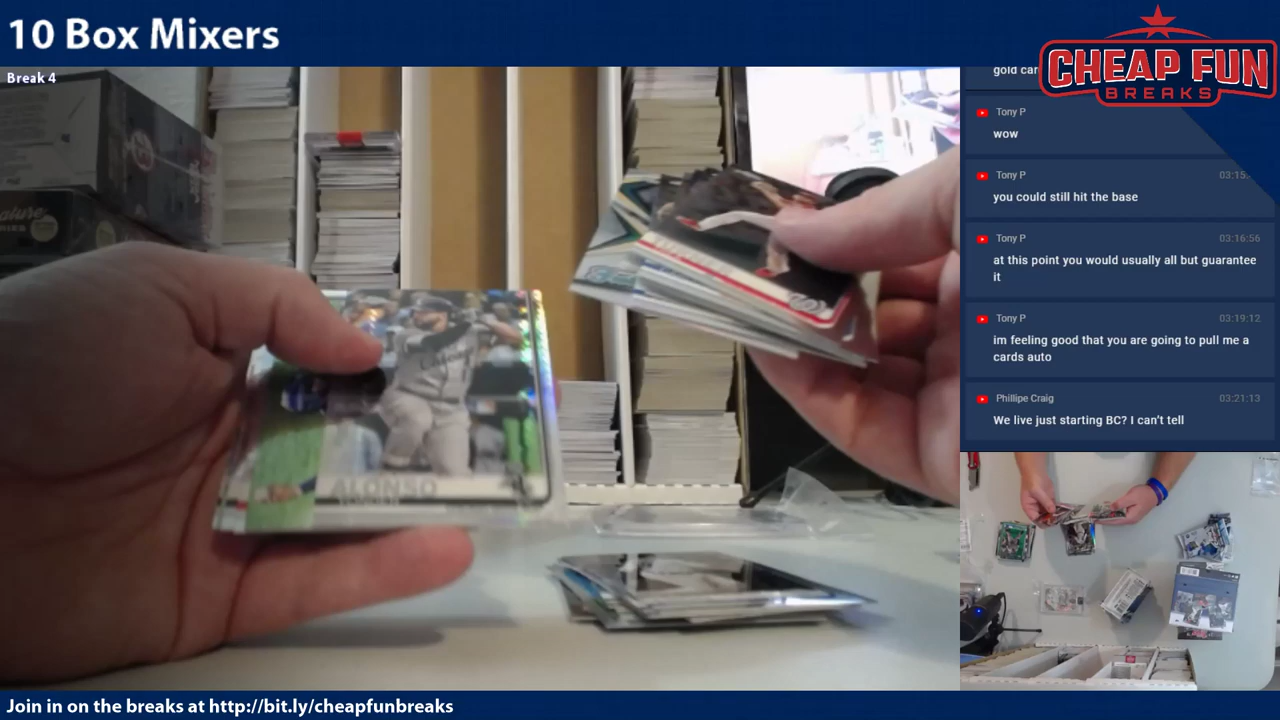 10 Box Mixers
Break 4
CHEAP FUN
BREAKS
gold car
Tony P
wow
Tony P
03:15
you could still hit the base
Tony P 03:16:56
at this point you would usually all but guarantee
it
Tony P 03:19:12
im feeling good that you are going to pull me a
cards auto
Phillipe Craig 03:21:13
We live just starting BC? I can't tell
ALONSO
Join in on the breaks at http://bit.ly/cheapfunbreaks